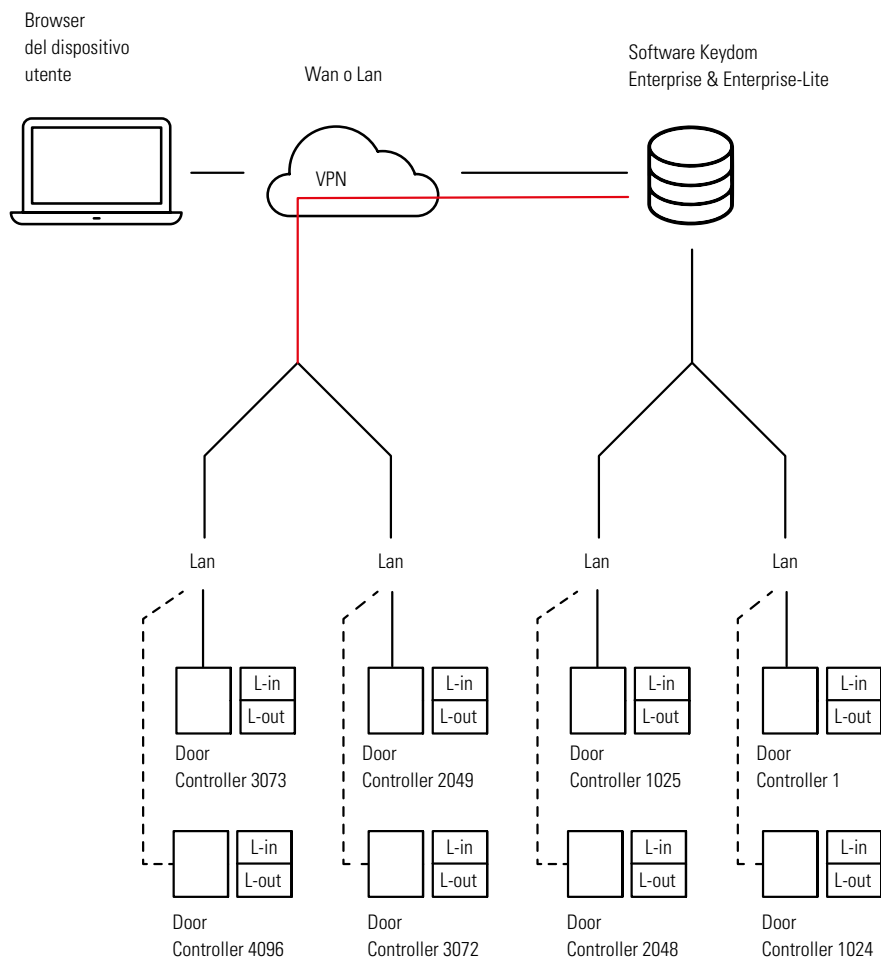 Browser
del dispositivo
utente
Wan o Lan
Software Keydom
Enterprise & Enterprise-Lite
VPN
Lan
Lan
Lan
Lan
L-in
L-out
L-in
L-out
L-in
L-out
L-in
L-out
Door
Controller 3073
Door
Controller 2049
Door
Controller 1025
Door
Controller 1
L-in
L-out
L-in
L-out
L-in
L-out
L-in
L-out
Door
Controller 4096
Door
Controller 3072
Door
Controller 2048
Door
Controller 1024